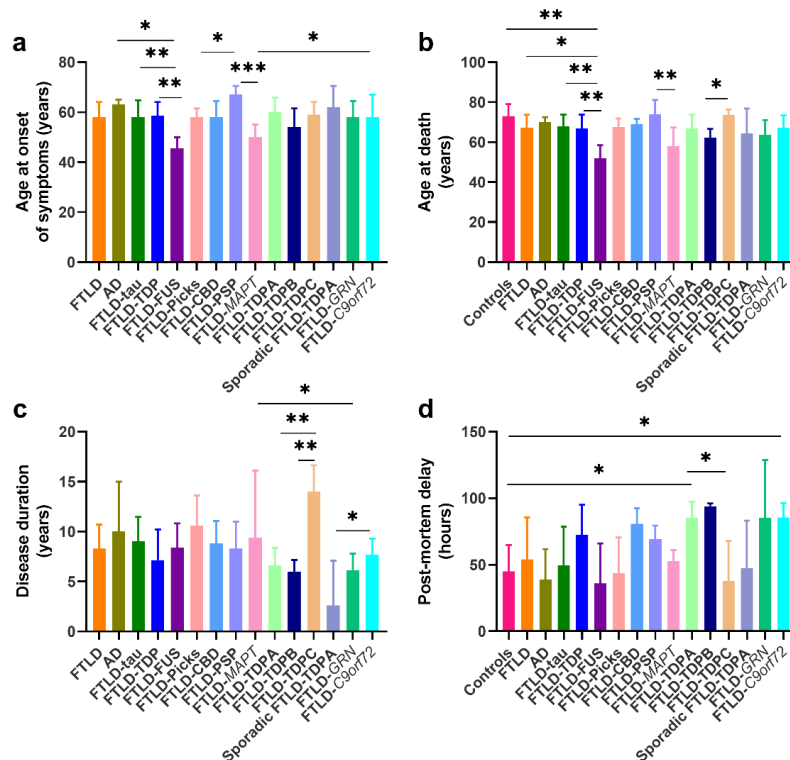 a
Age at onset
of symptoms (years)
80
60
40
20
0
*
**
**
*
***
*
FTLD
AD
FTLD-tau
FTLD-TDP
FTLD-FUS
FTLD-Picks
FTLD-CBD
FTLD-PSP
FTLD-MAPT
FTLD-TDPA
FTLD-TDPB
FTLD-TDPC
Sporadic FTLD-TDPA
FTLD-GRN
FTLD-C9orf72
b
Age at death
(years)
100
80
60
40
20
0
**
*
**
**
**
*
Controls
FTLD
AD
FTLD-tau
FTLD-TDP
FTLD-FUS
FTLD-Picks
FTLD-CBD
FTLD-PSP
FTLD-MAPT
FTLD-TDPA
FTLD-TDPB
FTLD-TDPC
Sporadic FTLD-TDPA
FTLD-GRN
FTLD-C9orf72
c
Disease duration
(years)
20
15
10
5
0
*
**
**
*
FTLD
AD
FTLD-tau
FTLD-TDP
FTLD-FUS
FTLD-Picks
FTLD-CBD
FTLD-PSP
FTLD-MAPT
FTLD-TDPA
FTLD-TDPB
FTLD-TDPC
Sporadic FTLD-TDPA
FTLD-GRN
FTLD-C9orf72
d
Post-mortem delay
(hours)
150
100
50
0
*
*
*
Controls
FTLD
AD
FTLD-tau
FTLD-TDP
FTLD-FUS
FTLD-Picks
FTLD-CBD
FTLD-PSP
FTLD-MAPT
FTLD-TDPA
FTLD-TDPB
FTLD-TDPC
Sporadic FTLD-TDPA
FTLD-GRN
FTLD-C9orf72